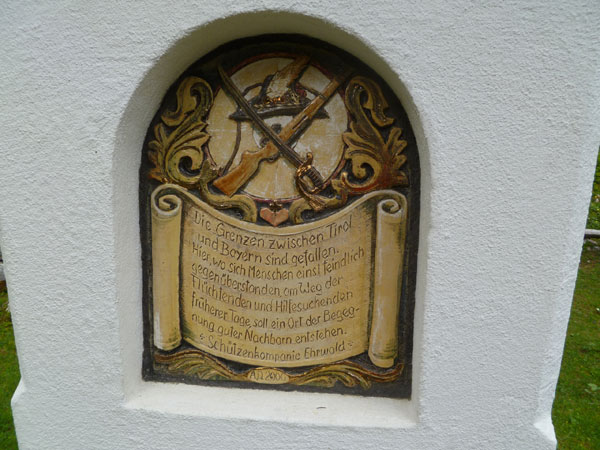 Die Grenzen zwischen Tirol
und Bayern sind gefallen.
Hier, wo sich Menschen einst feindlich
gegenüberstanden, am Weg der
Flüchtenden und Hilfesuchenden
früherer Tage, soll ein Ort der Begeg-
nung guter Nachbarn entstehen.
Schützenkompanie Ehrwald
A.D. 2000